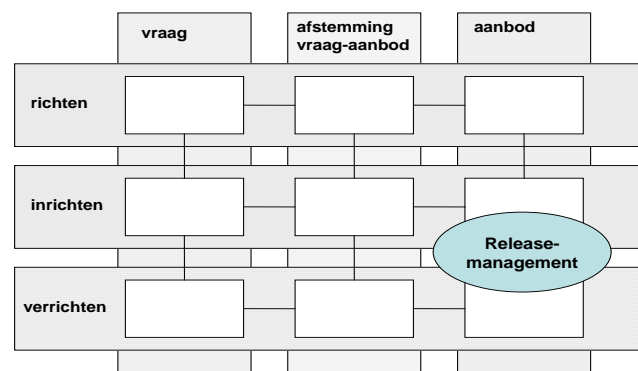 vraag
afstemming
vraag-aanbod
aanbod
richten
inrichten
Release-
management
verrichten